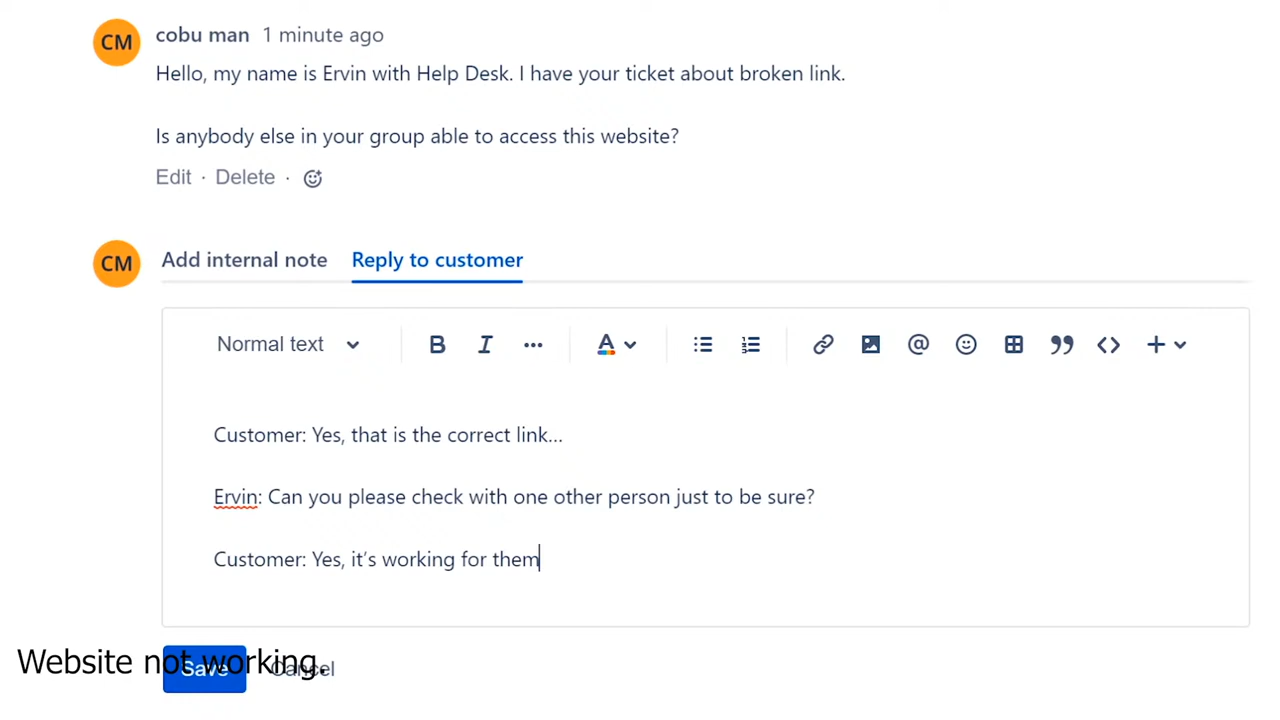 CM cobu man 1 minute ago
Hello, my name is Ervin with Help Desk. I have your ticket about broken link.
Is anybody else in your group able to access this website?
Edit · Delete ·
CM Add internal note Reply to customer
Normal text B I ... A @
Customer: Yes, that is the correct link...
Ervin: Can you please check with one other person just to be sure?
Customer: Yes, it's working for them
Website not working.
Save Cancel